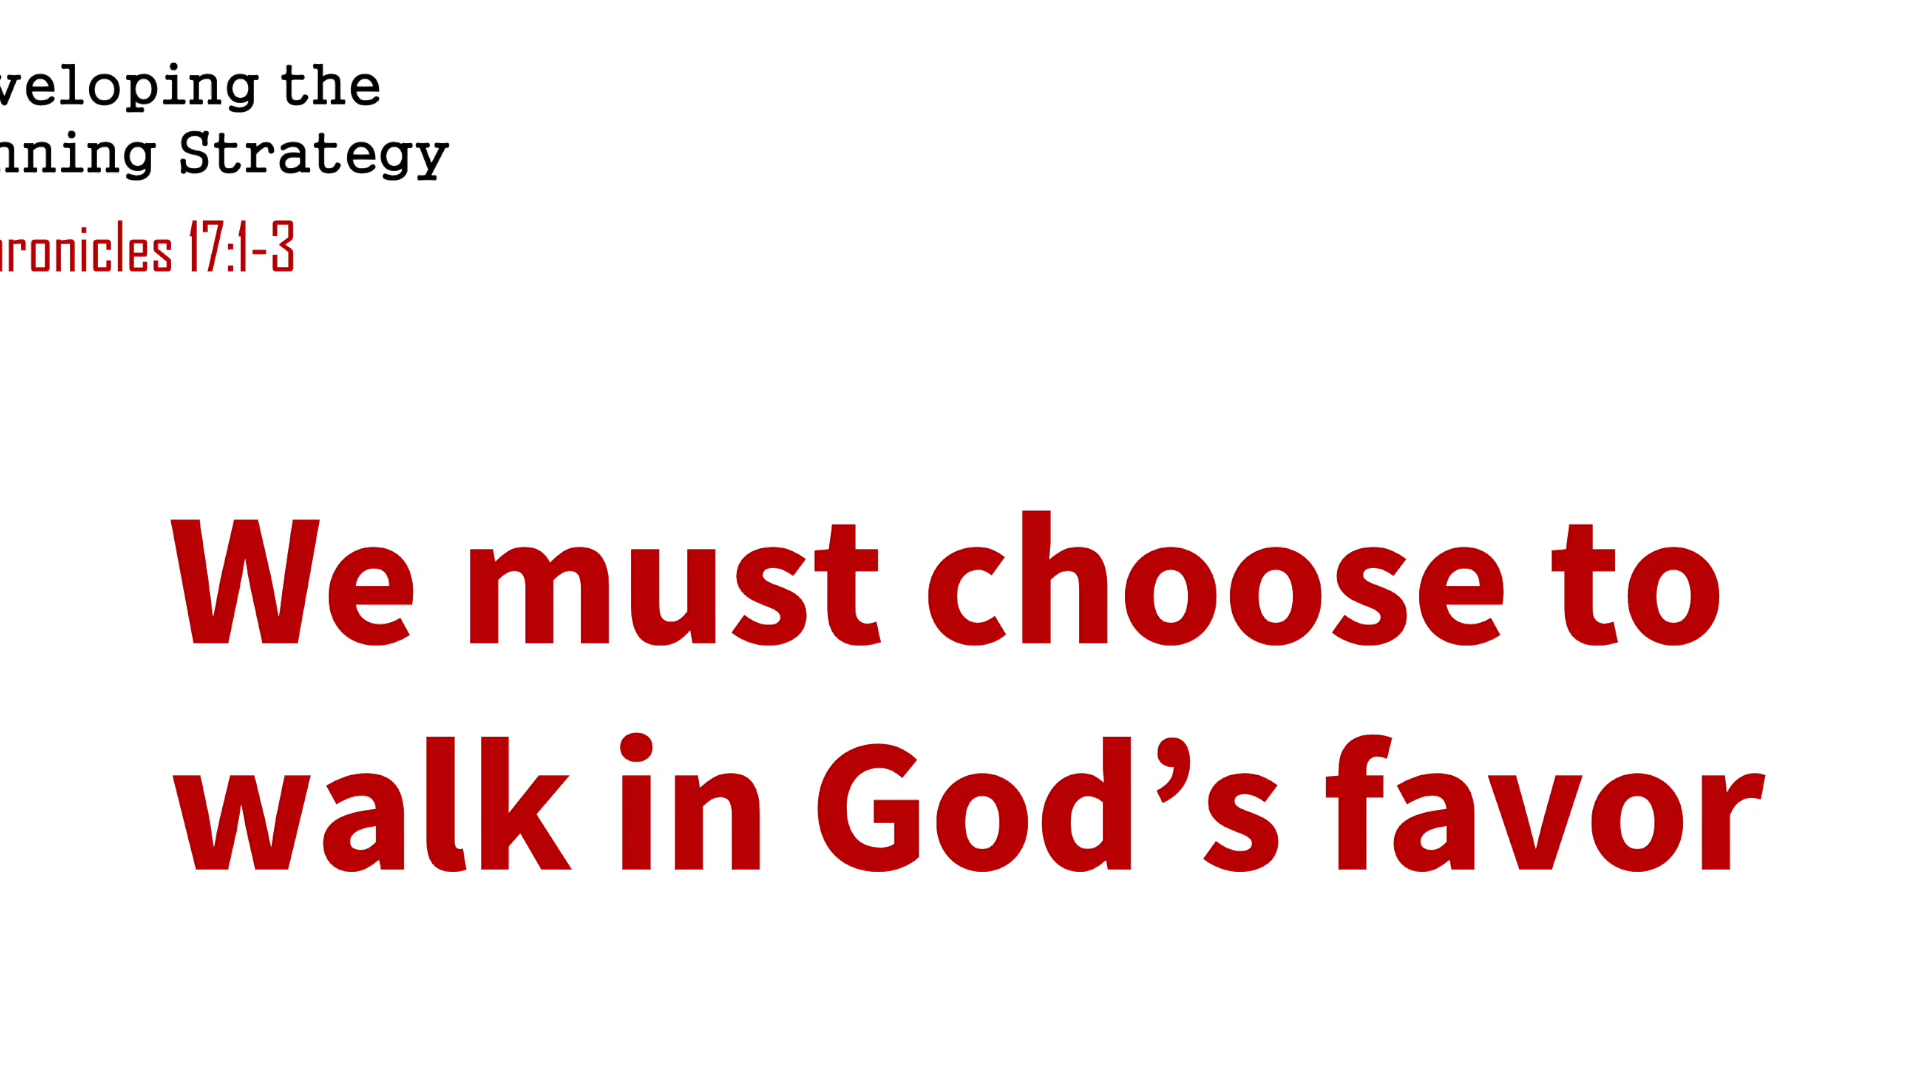 veloping the
nning Strategy
ronicles 17:1-3
We must choose to
walk in God’s favor